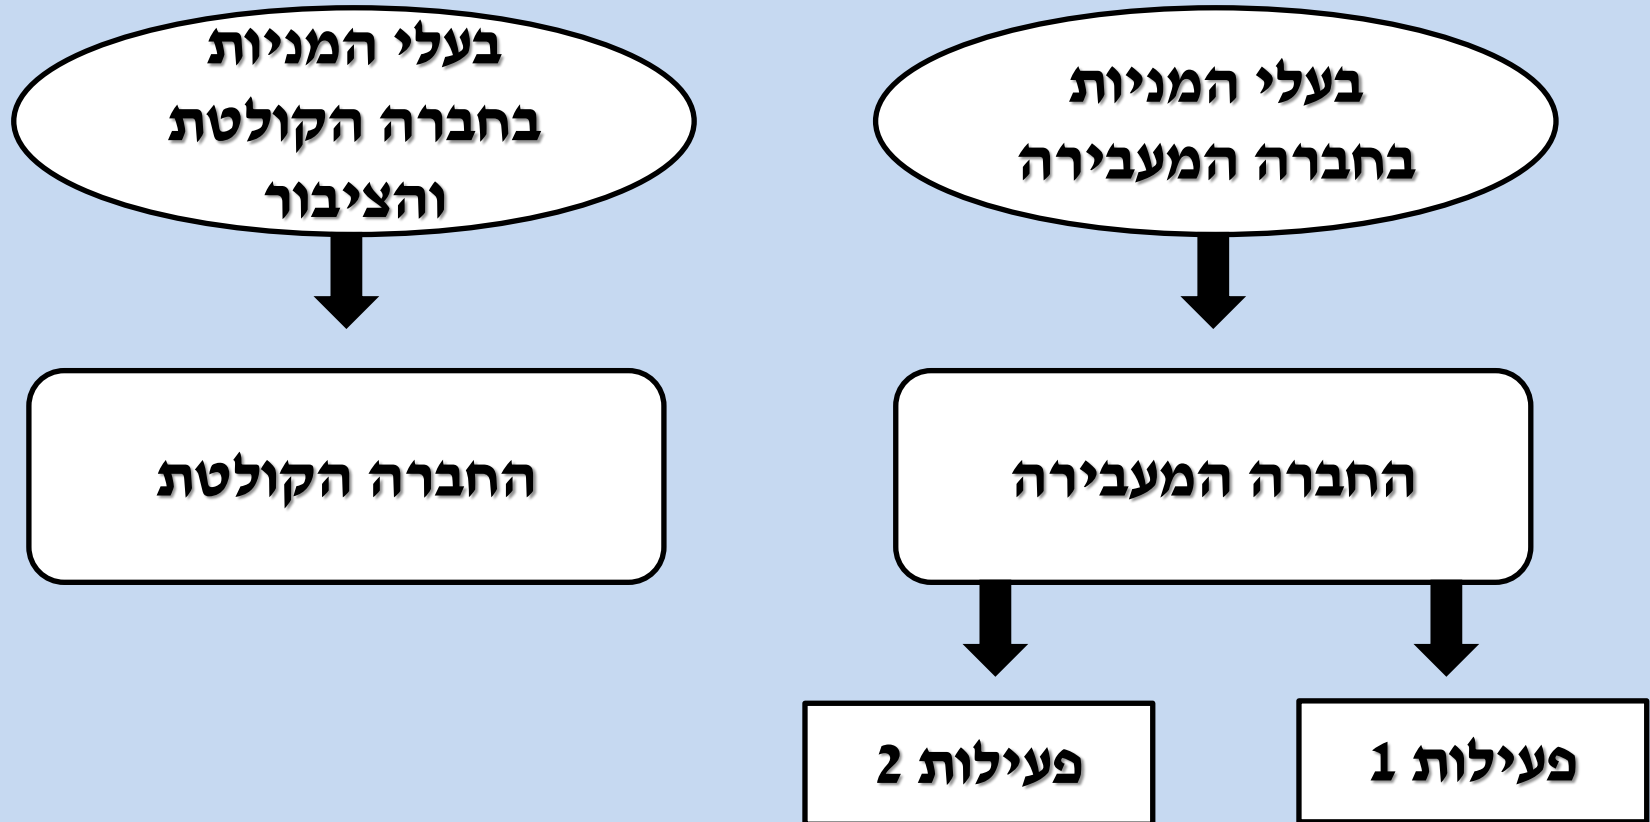 בעלי המניות
בחברה המעבירה
בעלי המניות
בחברה הקולטת
והציבור
החברה המעבירה
החברה הקולטת
פעילות 1
פעילות 2